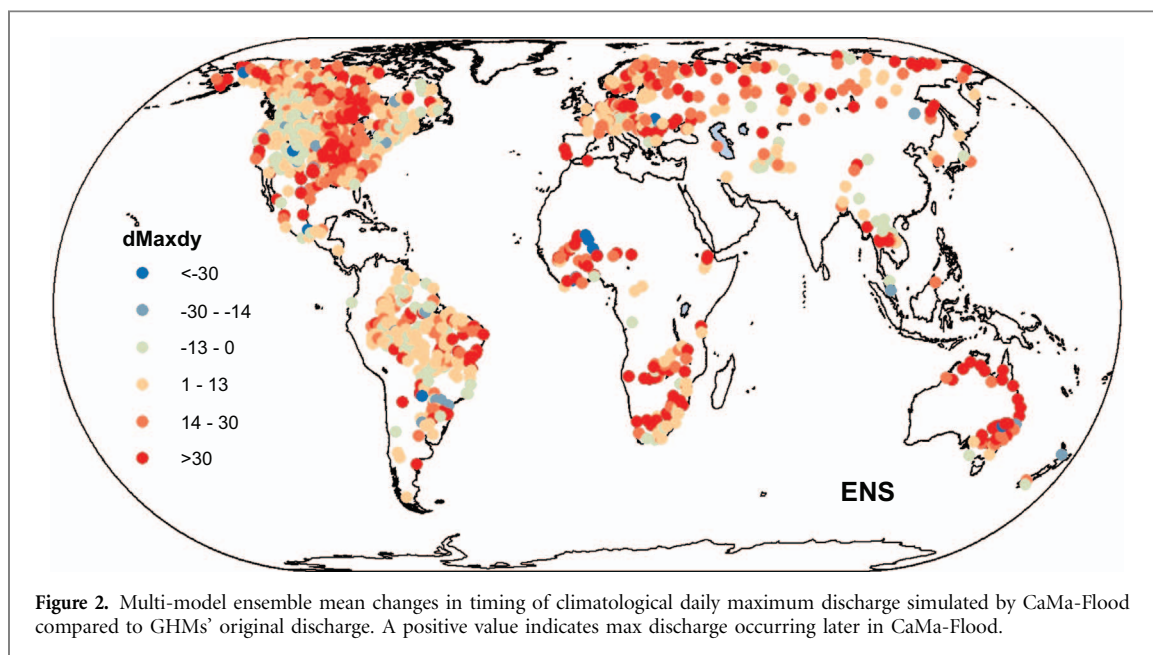 dMaxdy
<-30
-30 - -14
-13 - 0
1 - 13
14 - 30
>30
ENS
Figure 2. Multi-model ensemble mean changes in timing of climatological daily maximum discharge simulated by CaMa-Flood
compared to GHMs' original discharge. A positive value indicates max discharge occurring later in CaMa-Flood.